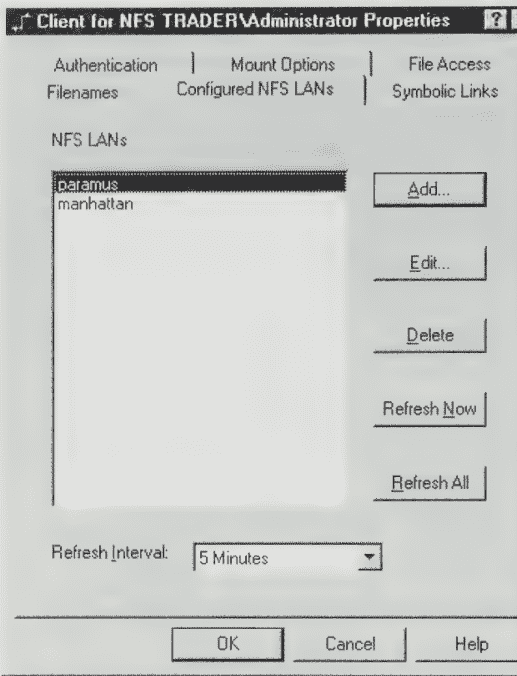 Client for NFS TRADER\Administrator Properties
Authentication Mount Options File Access
Filenames Configured NFS LANs Symbolic Links
NFS LANs
paramus
manhattan
Add...
Edit...
Delete
Refresh Now
Refresh All
Refresh Interval: 5 Minutes
OK Cancel Help